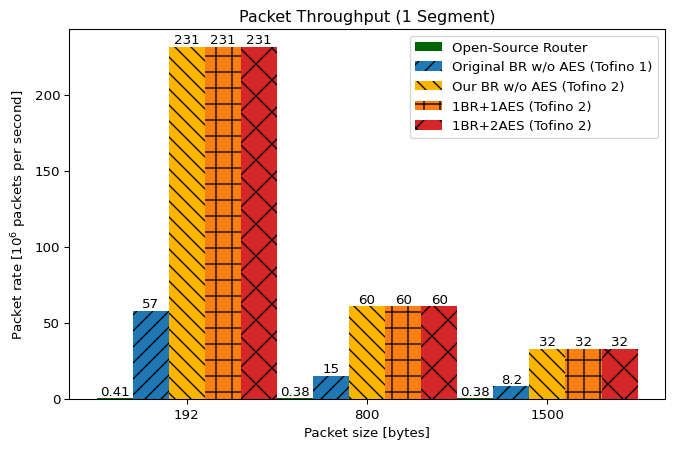 Packet Throughput (1 Segment)
Packet rate [10⁶ packets per second]
200
150
100
50
0
Open-Source Router
Original BR w/o AES (Tofino 1)
Our BR w/o AES (Tofino 2)
1BR+1AES (Tofino 2)
1BR+2AES (Tofino 2)
0.41
57
231
231
231
0.38
15
60
60
60
0.38
8.2
32
32
32
192
800
1500
Packet size [bytes]